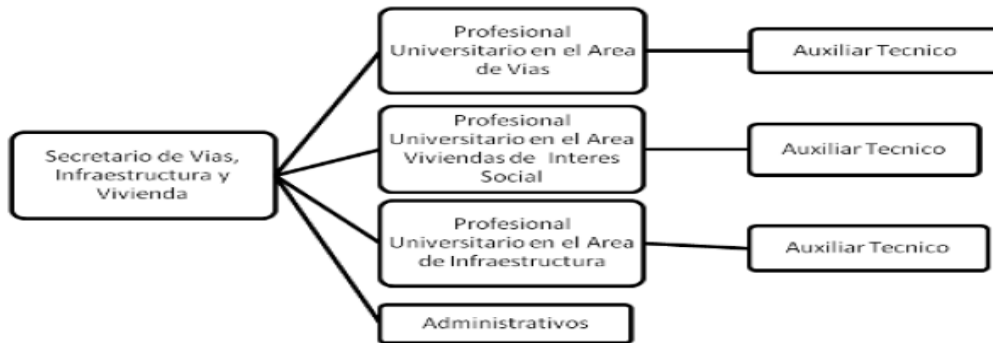 Secretario de Vias,
Infraestructura y
Vivienda
Profesional
Universitario en el Area
de Vias
Auxiliar Tecnico
Profesional
Universitario en el Area
Viviendas de Interes
Social
Auxiliar Tecnico
Profesional
Universitario en el Area
de Infraestructura
Auxiliar Tecnico
Administrativos